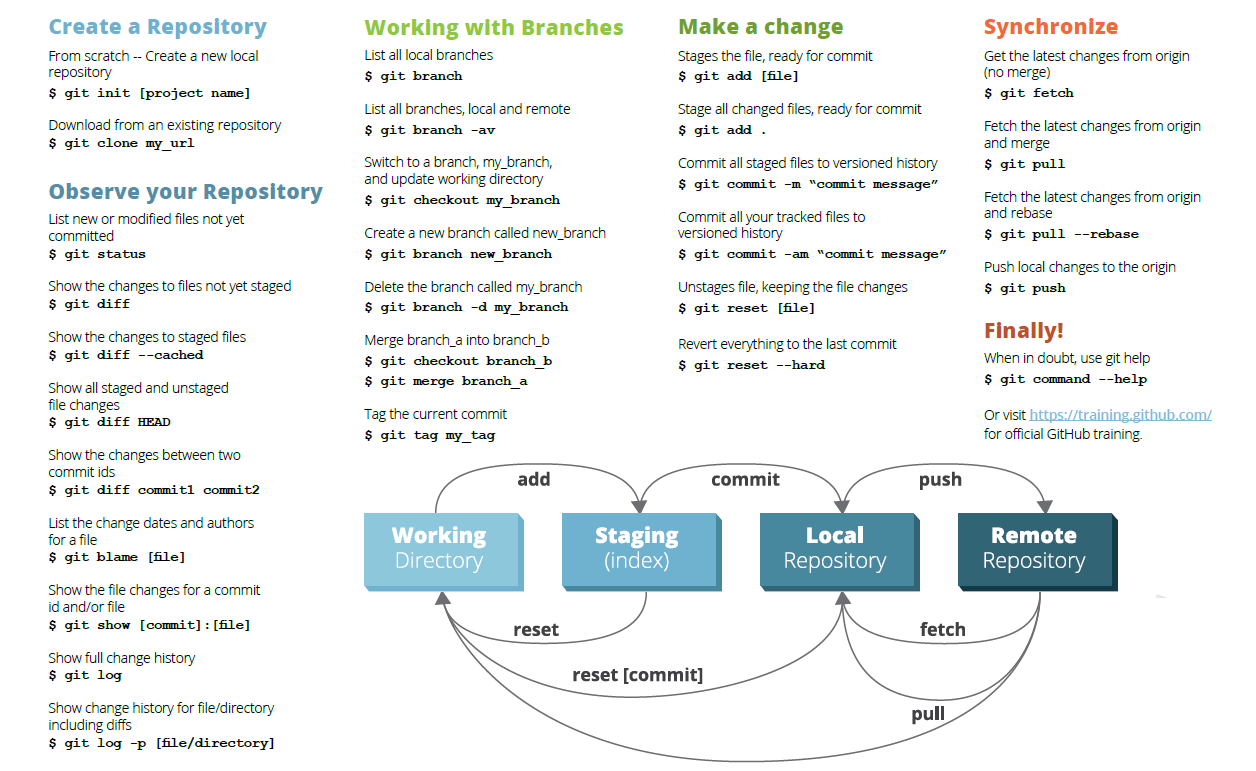 Create a Repository
From scratch -- Create a new local
repository
$ git init [project name]
Download from an existing repository
$ git clone my_url
Observe your Repository
List new or modified files not yet
committed
$ git status
Show the changes to files not yet staged
$ git diff
Show the changes to staged files
$ git diff --cached
Show all staged and unstaged
file changes
$ git diff HEAD
Show the changes between two
commit ids
$ git diff commit1 commit2
List the change dates and authors
for a file
$ git blame [file]
Show the file changes for a commit
id and/or file
$ git show [commit]:[file]
Show full change history
$ git log
Show change history for file/directory
including diffs
$ git log -p [file/directory]
Working with Branches
List all local branches
$ git branch
List all branches, local and remote
$ git branch -av
Switch to a branch, my_branch,
and update working directory
$ git checkout my_branch
Create a new branch called new_branch
$ git branch new_branch
Delete the branch called my_branch
$ git branch -d my_branch
Merge branch_a into branch_b
$ git checkout branch_b
$ git merge branch_a
Tag the current commit
$ git tag my_tag
Make a change
Stages the file, ready for commit
$ git add [file]
Stage all changed files, ready for commit
$ git add .
Commit all staged files to versioned history
$ git commit -m “commit message”
Commit all your tracked files to
versioned history
$ git commit -am “commit message”
Unstages file, keeping the file changes
$ git reset [file]
Revert everything to the last commit
$ git reset --hard
Synchronize
Get the latest changes from origin
(no merge)
$ git fetch
Fetch the latest changes from origin
and merge
$ git pull
Fetch the latest changes from origin
and rebase
$ git pull --rebase
Push local changes to the origin
$ git push
Finally!
When in doubt, use git help
$ git command --help
Or visit https://training.github.com/
for official GitHub training.
add
commit
push
Working
Directory
Staging
(index)
Local
Repository
Remote
Repository
reset
fetch
reset [commit]
pull